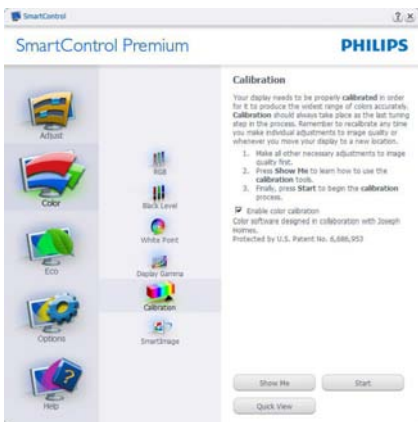 SmartControl
SmartControl Premium
PHILIPS
Adjust
Color
Eco
Options
Help
RGB
Black Level
White Point
Display Gamma
Calibration
SmartImage
Calibration
Your display needs to be properly calibrated in order
for it to produce the widest range of colors accurately.
Calibration should always take place as the last tuning
step in the process. Remember to recalibrate any time
you make individual adjustments to image quality or
whenever you move your display to a new location.
1. Make all other necessary adjustments to image
quality first.
2. Press Show Me to learn how to use the
calibration tools.
3. Finally, press Start to begin the calibration
process.
Enable color calibration
Color software designed in collaboration with Joseph
Holmes.
Protected by U.S. Patent No. 6,686,953
Show Me
Start
Quick View